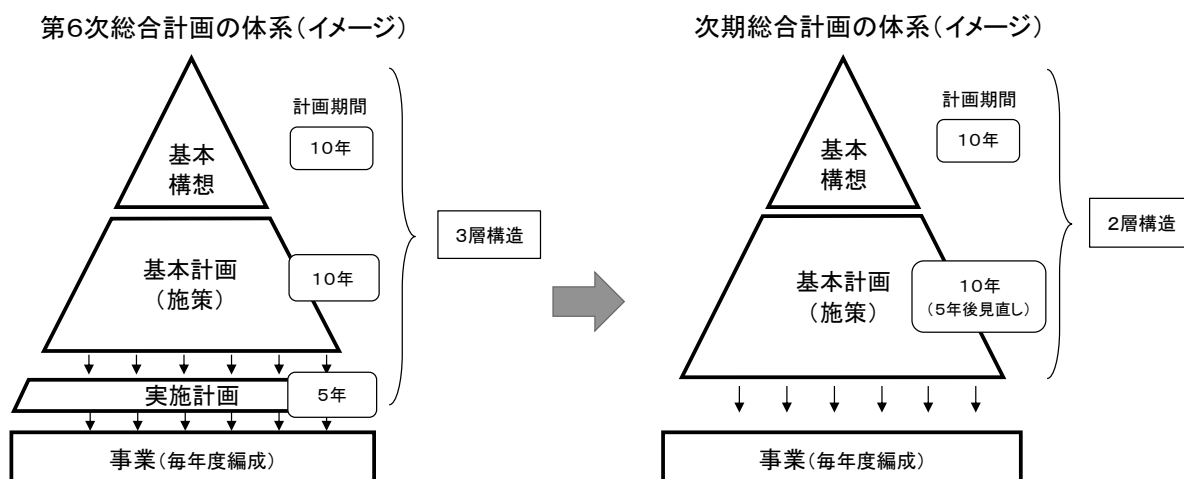 第6次総合計画の体系(イメージ)
計画期間
基本
構想
10年
基本計画
(施策)
10年
3層構造
実施計画
5年
事業(毎年度編成)
次期総合計画の体系(イメージ)
計画期間
基本
構想
10年
基本計画
(施策)
10年
(5年後見直し)
2層構造
事業(毎年度編成)